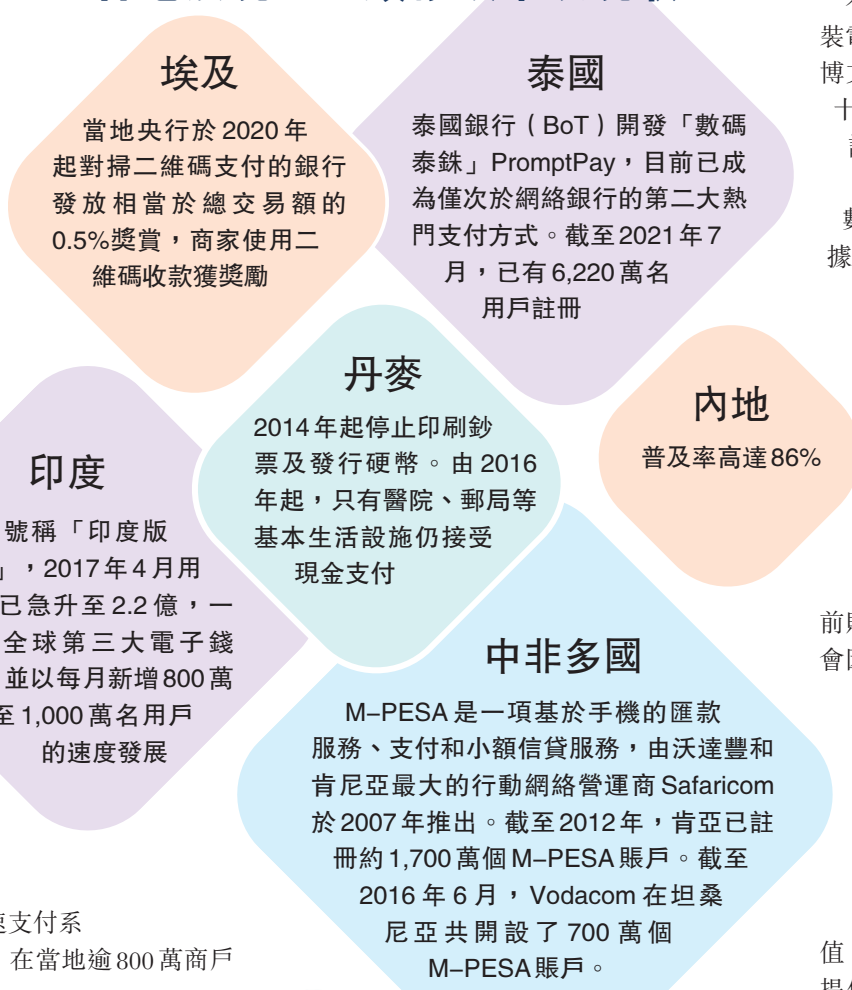 埃及
當地央行於2020年
起對掃二維碼支付的銀行
發放相當於總交易額的
0.5%獎賞，商家使用二
維碼收款獲獎勵
泰國
泰國銀行（BoT）開發「數碼
泰銖」PromptPay，目前已成
為僅次於網絡銀行的第二大熱
門支付方式。截至2021年7
月，已有6,220萬名
用戶註冊
丹麥
2014年起停止印刷鈔
票及發行硬幣。由2016
年起，只有醫院、郵局等
基本生活設施仍接受
現金支付
內地
普及率高達86%
印度
號稱「印度版
」，2017年4月用
已急升至2.2億，一
全球第三大電子錢
並以每月新增800萬
至1,000萬名用戶
的速度發展
中非多國
M–PESA是一項基於手機的匯款
服務、支付和小額信貸服務，由沃達豐和
肯尼亞最大的行動網絡營運商Safaricom
於2007年推出。截至2012年，肯亞已註
冊約1,700萬個M–PESA賬戶。截至
2016年6月，Vodacom在坦桑
尼亞共開設了700萬個
M–PESA賬戶。
速支付系
在當地逾800萬商戶
裝電
博文
十
數
據
前
會
值